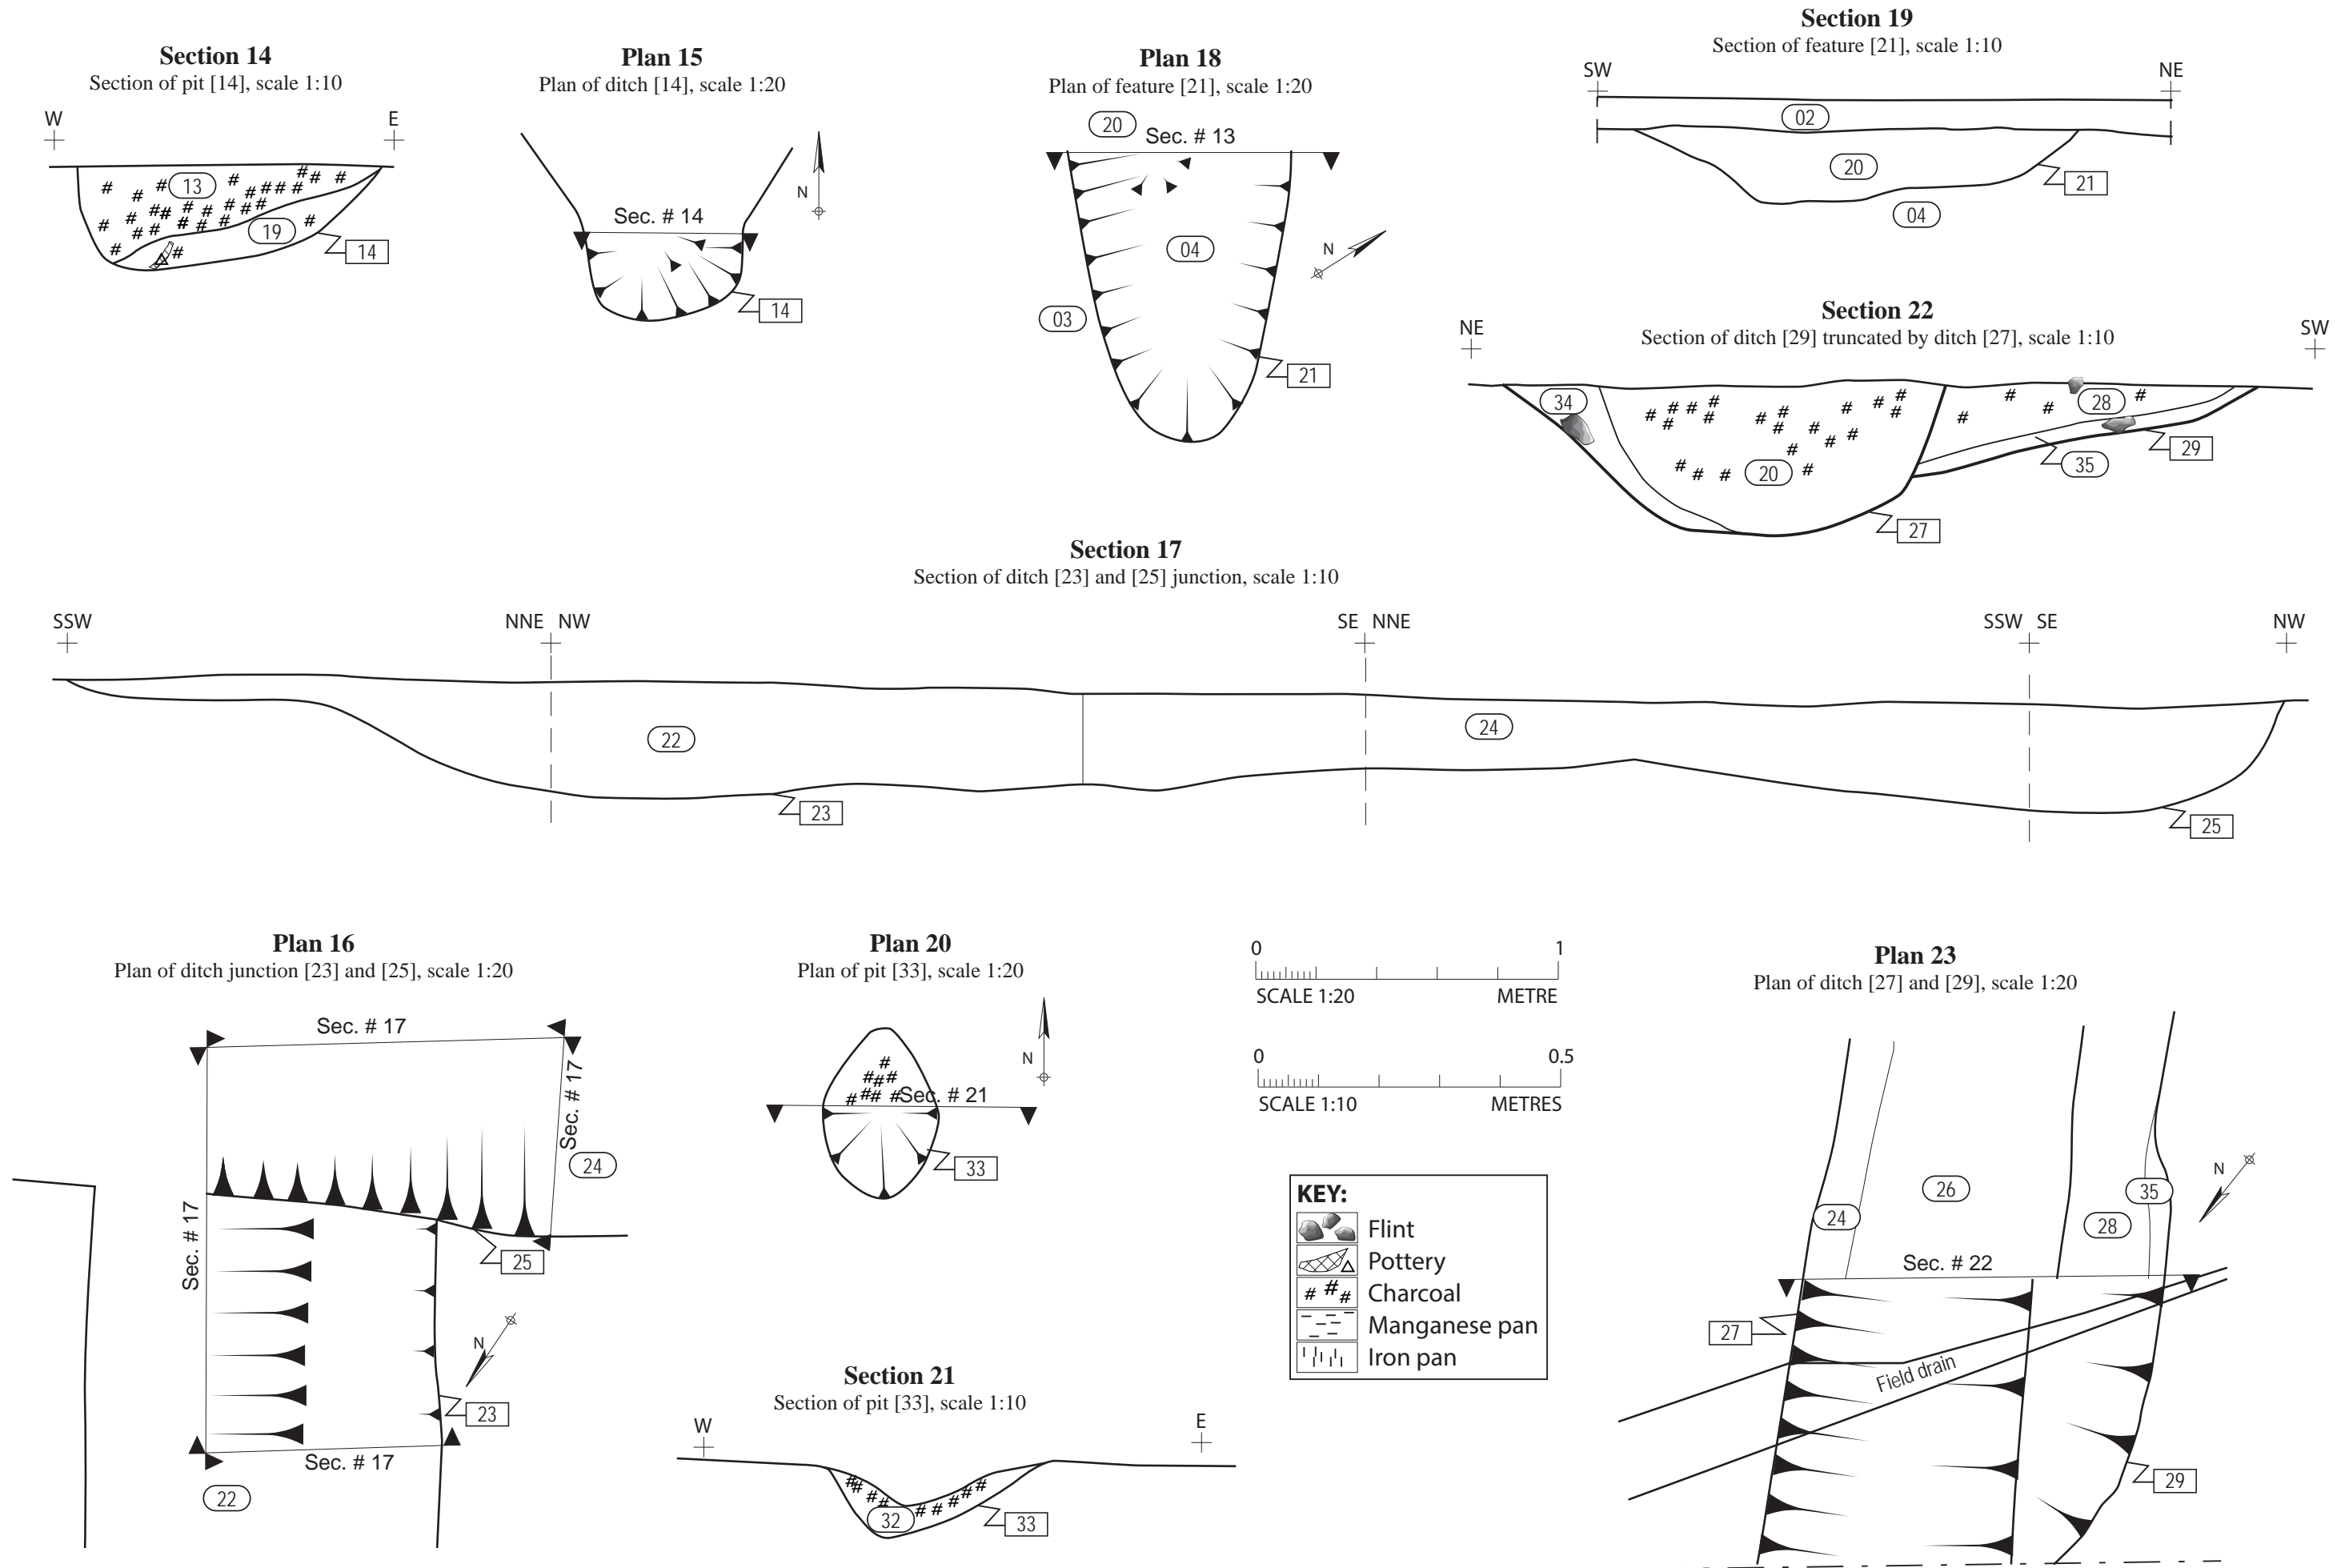 Section 14
Section of pit [14], scale 1:10
W E
13
19
14
Plan 15
Plan of ditch [14], scale 1:20
N
Sec. # 14
14
Plan 18
Plan of feature [21], scale 1:20
20
Sec. # 13
04
N
03
21
Section 19
Section of feature [21], scale 1:10
SW NE
02
20
21
04
Section 22
Section of ditch [29] truncated by ditch [27], scale 1:10
NE SW
34
28
29
35
20
27
Section 17
Section of ditch [23] and [25] junction, scale 1:10
SSW NNE NW SE NNE SSW SE NW
22
24
23
25
Plan 16
Plan of ditch junction [23] and [25], scale 1:20
Sec. # 17
Sec. # 17
24
Sec. # 17
25
N
23
Sec. # 17
22
Plan 20
Plan of pit [33], scale 1:20
N
Sec. # 21
33
0 1
SCALE 1:20 METRE
0 0.5
SCALE 1:10 METRES
KEY:
Flint
Pottery
Charcoal
Manganese pan
Iron pan
Section 21
Section of pit [33], scale 1:10
W E
32
33
Plan 23
Plan of ditch [27] and [29], scale 1:20
26
35
24
28
N
Sec. # 22
27
Field drain
29